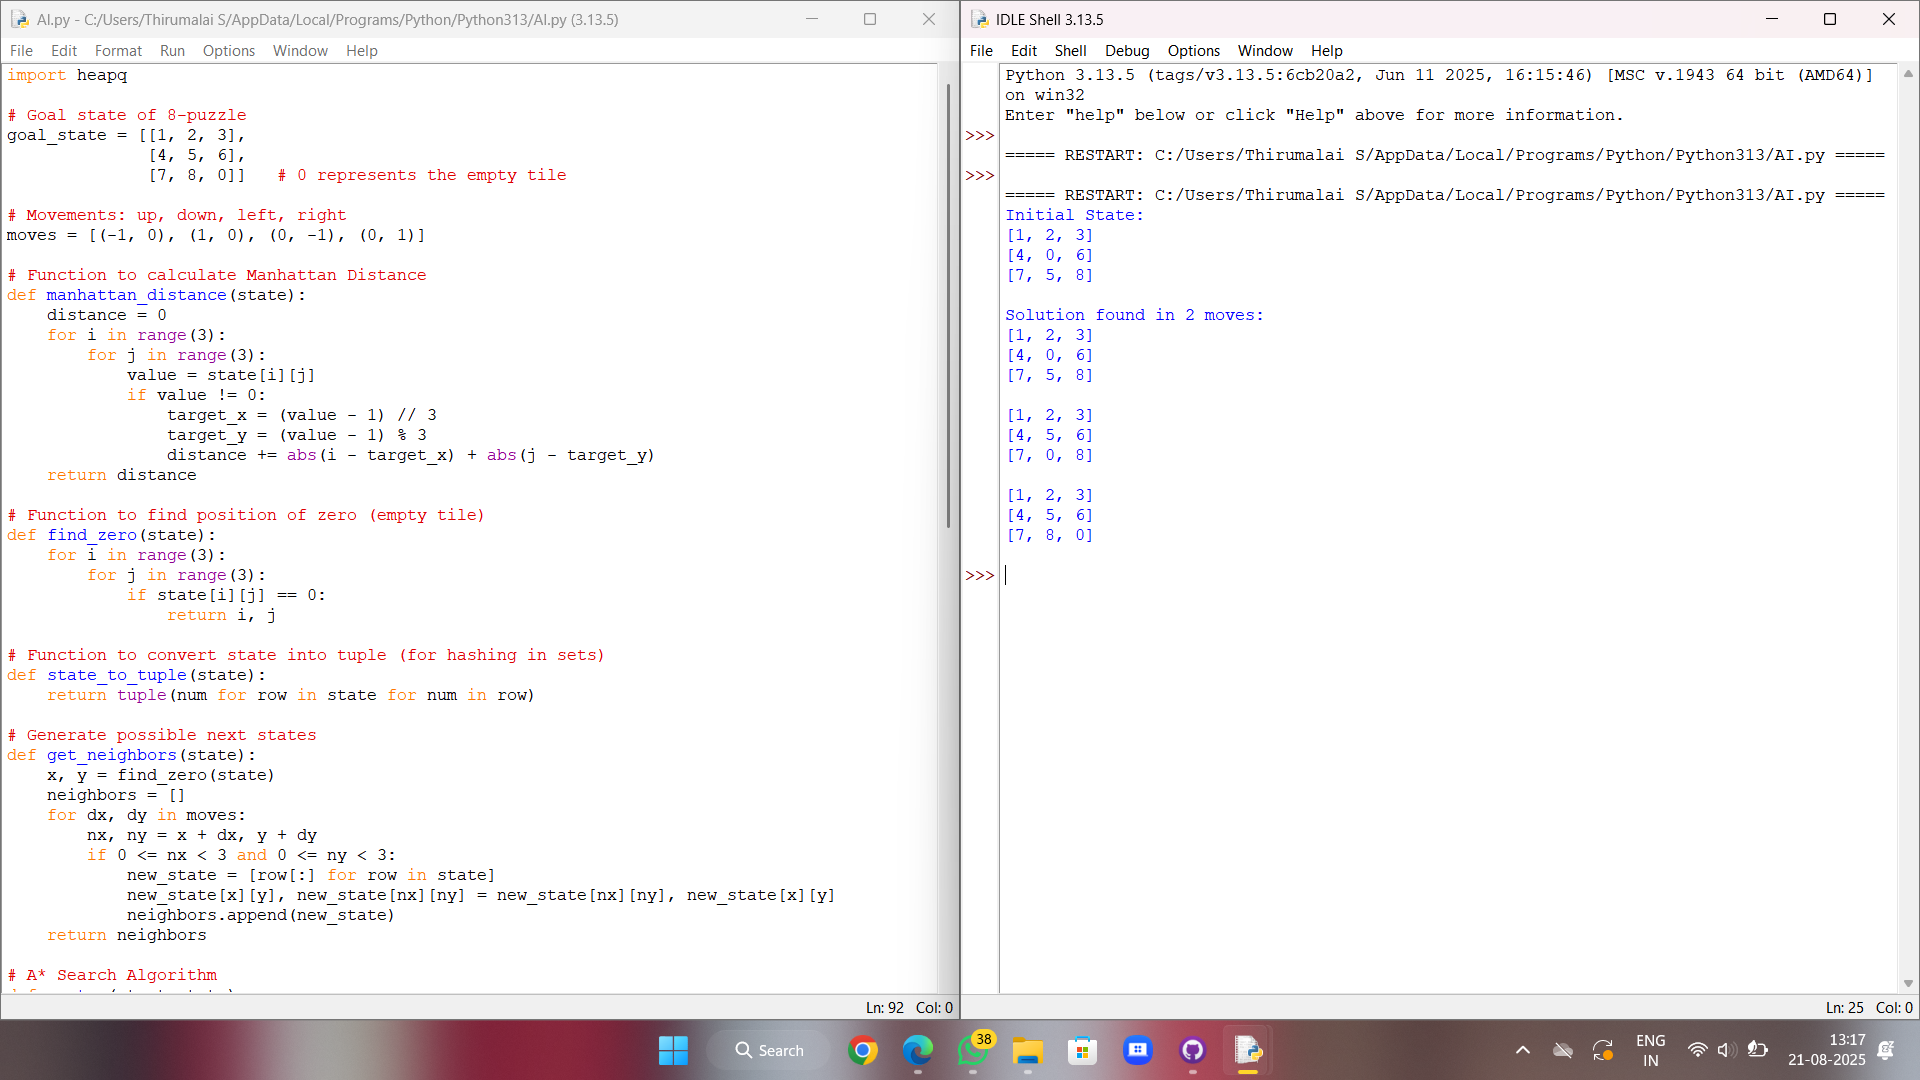 AI.py - C:/Users/Thirumalai S/AppData/Local/Programs/Python/Python313/AI.py (3.13.5)
File Edit Format Run Options Window Help
import heapq

# Goal state of 8-puzzle
goal_state = [[1, 2, 3],
              [4, 5, 6],
              [7, 8, 0]]   # 0 represents the empty tile

# Movements: up, down, left, right
moves = [(-1, 0), (1, 0), (0, -1), (0, 1)]

# Function to calculate Manhattan Distance
def manhattan_distance(state):
    distance = 0
    for i in range(3):
        for j in range(3):
            value = state[i][j]
            if value != 0:
                target_x = (value - 1) // 3
                target_y = (value - 1) % 3
                distance += abs(i - target_x) + abs(j - target_y)
    return distance

# Function to find position of zero (empty tile)
def find_zero(state):
    for i in range(3):
        for j in range(3):
            if state[i][j] == 0:
                return i, j

# Function to convert state into tuple (for hashing in sets)
def state_to_tuple(state):
    return tuple(num for row in state for num in row)

# Generate possible next states
def get_neighbors(state):
    x, y = find_zero(state)
    neighbors = []
    for dx, dy in moves:
        nx, ny = x + dx, y + dy
        if 0 <= nx < 3 and 0 <= ny < 3:
            new_state = [row[:] for row in state]
            new_state[x][y], new_state[nx][ny] = new_state[nx][ny], new_state[x][y]
            neighbors.append(new_state)
    return neighbors

# A* Search Algorithm
Ln: 92 Col: 0
IDLE Shell 3.13.5
File Edit Shell Debug Options Window Help
Python 3.13.5 (tags/v3.13.5:6cb20a2, Jun 11 2025, 16:15:46) [MSC v.1943 64 bit (AMD64)]
on win32
Enter "help" below or click "Help" above for more information.
>>>
===== RESTART: C:/Users/Thirumalai S/AppData/Local/Programs/Python/Python313/AI.py =====
>>>
===== RESTART: C:/Users/Thirumalai S/AppData/Local/Programs/Python/Python313/AI.py =====
Initial State:
[1, 2, 3]
[4, 0, 6]
[7, 5, 8]

Solution found in 2 moves:
[1, 2, 3]
[4, 0, 6]
[7, 5, 8]

[1, 2, 3]
[4, 5, 6]
[7, 0, 8]

[1, 2, 3]
[4, 5, 6]
[7, 8, 0]

>>>
Ln: 25 Col: 0
Search
38
ENG
IN
13:17
21-08-2025